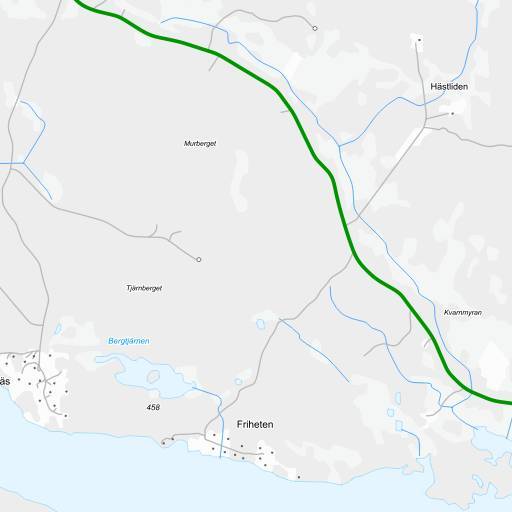 Hästliden
Murberget
Tjärnberget
Kvarnmyran
Bergtjärnen
äs
458
Friheten